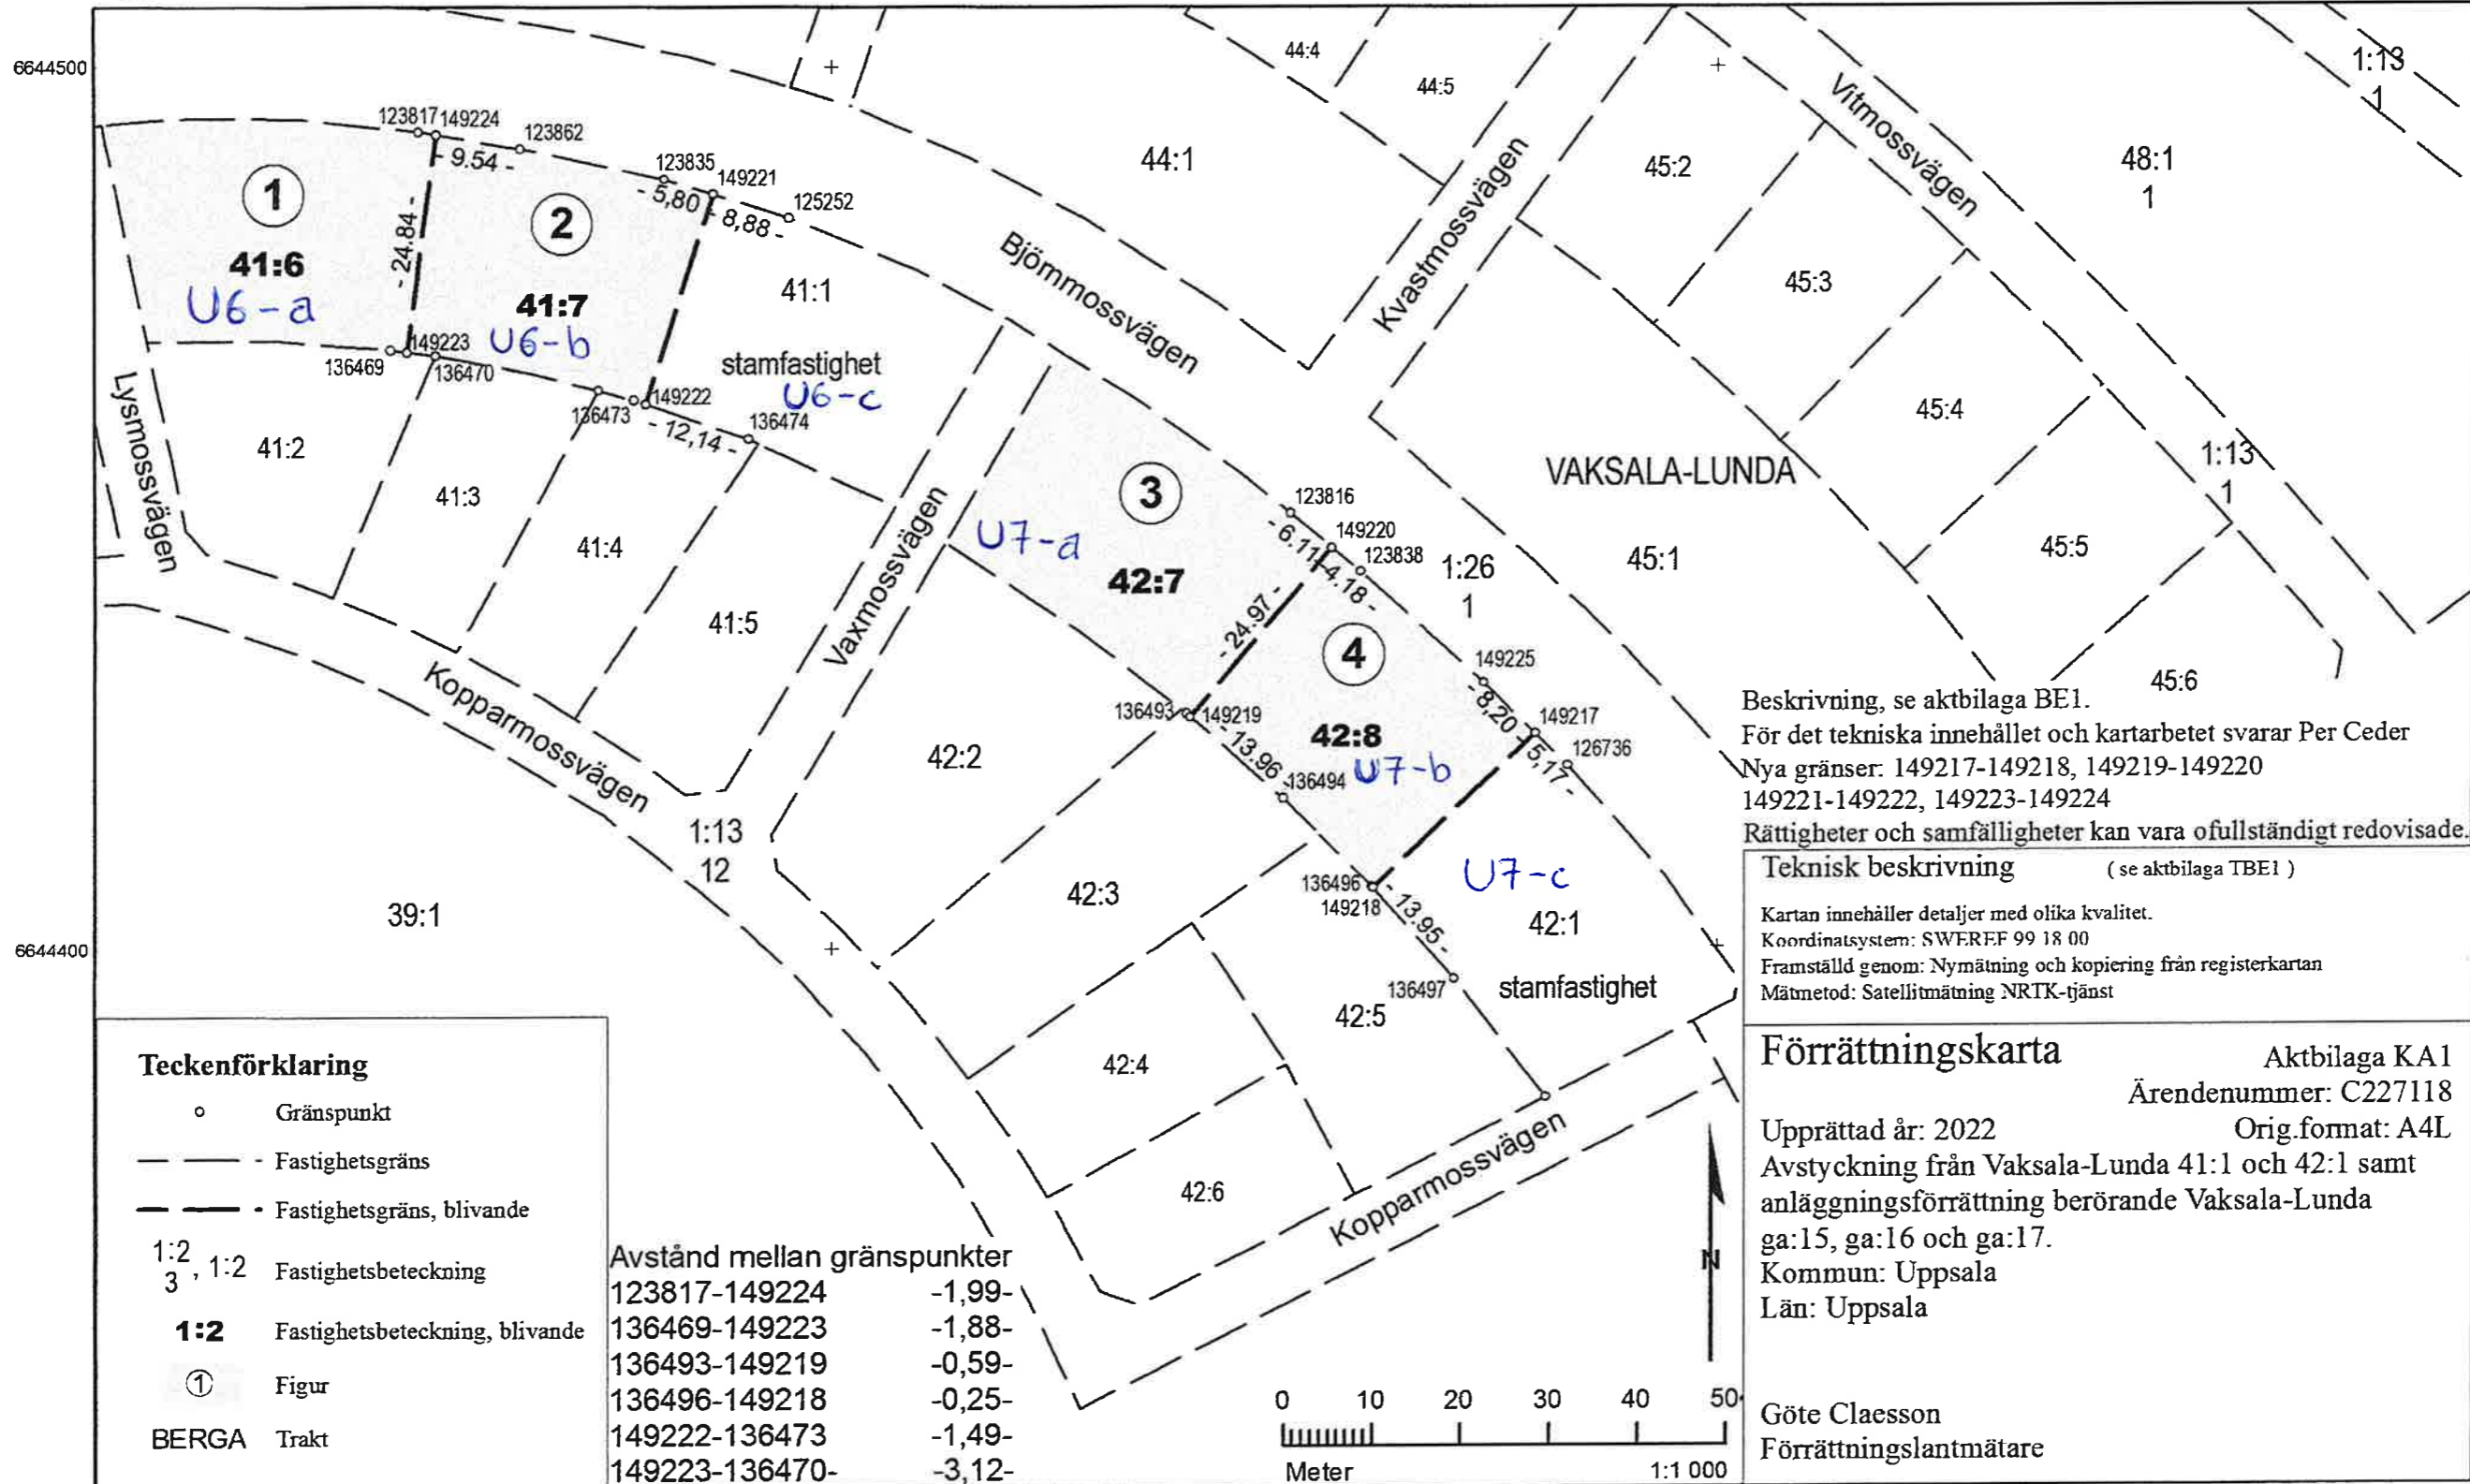 6644500
44:4
44:5
1:13
1
Vitmossvägen
123817 149224
123862
- 9.54 -
123835
149221
- 5,80
- 8,88 -
125252
44:1
Kvastmossvägen
45:2
48:1
1
1
2
- 24.84 -
41:6
U6-a
41:7
U6-b
41:1
Björnmossvägen
45:3
136469
149223
136470
stamfastighet
U6-c
136473
149222
136474
- 12,14 -
Lysmossvägen
41:2
41:3
41:4
41:5
45:4
VAKSALA-LUNDA
1:13
1
Vaxmossvägen
3
U7-a
42:7
123816
- 6.11
149220
123838
- 4.18 -
1:26
1
45:1
45:5
- 24.97 -
4
149225
45:6
Kopparmossvägen
136493
149219
- 8,20 -
149217
42:8
U7-b
- 13.96 -
136494
126736
5,17 -
42:2
1:13
12
39:1
42:3
136496
149218
- 13.95 -
U7-c
42:1
6644400
136497
stamfastighet
42:5
42:4
42:6
Kopparmossvägen
Beskrivning, se aktbilaga BE1.
För det tekniska innehållet och kartarbetet svarar Per Ceder
Nya gränser: 149217-149218, 149219-149220
149221-149222, 149223-149224
Rättigheter och samfälligheter kan vara ofullständigt redovisade.
Teknisk beskrivning ( se aktbilaga TBE1 )
Kartan innehåller detaljer med olika kvalitet.
Koordinatsystem: SWEREF 99 18 00
Framställd genom: Nymätning och kopiering från registerkartan
Mätmetod: Satellitmätning NRTK-tjänst
Förrättningskarta
Aktbilaga KA1
Ärendenummer: C227118
Upprättad år: 2022 Orig.format: A4L
Avstyckning från Vaksala-Lunda 41:1 och 42:1 samt
anläggningsförrättning berörande Vaksala-Lunda
ga:15, ga:16 och ga:17.
Kommun: Uppsala
Län: Uppsala
Göte Claesson
Förrättningslantmätare
Teckenförklaring
Gränspunkt
Fastighetsgräns
Fastighetsgräns, blivande
1:2
3 , 1:2 Fastighetsbeteckning
1:2 Fastighetsbeteckning, blivande
1 Figur
BERGA Trakt
Avstånd mellan gränspunkter
123817-149224 -1,99-
136469-149223 -1,88-
136493-149219 -0,59-
136496-149218 -0,25-
149222-136473 -1,49-
149223-136470- -3,12-
N
0 10 20 30 40 50
Meter 1:1 000